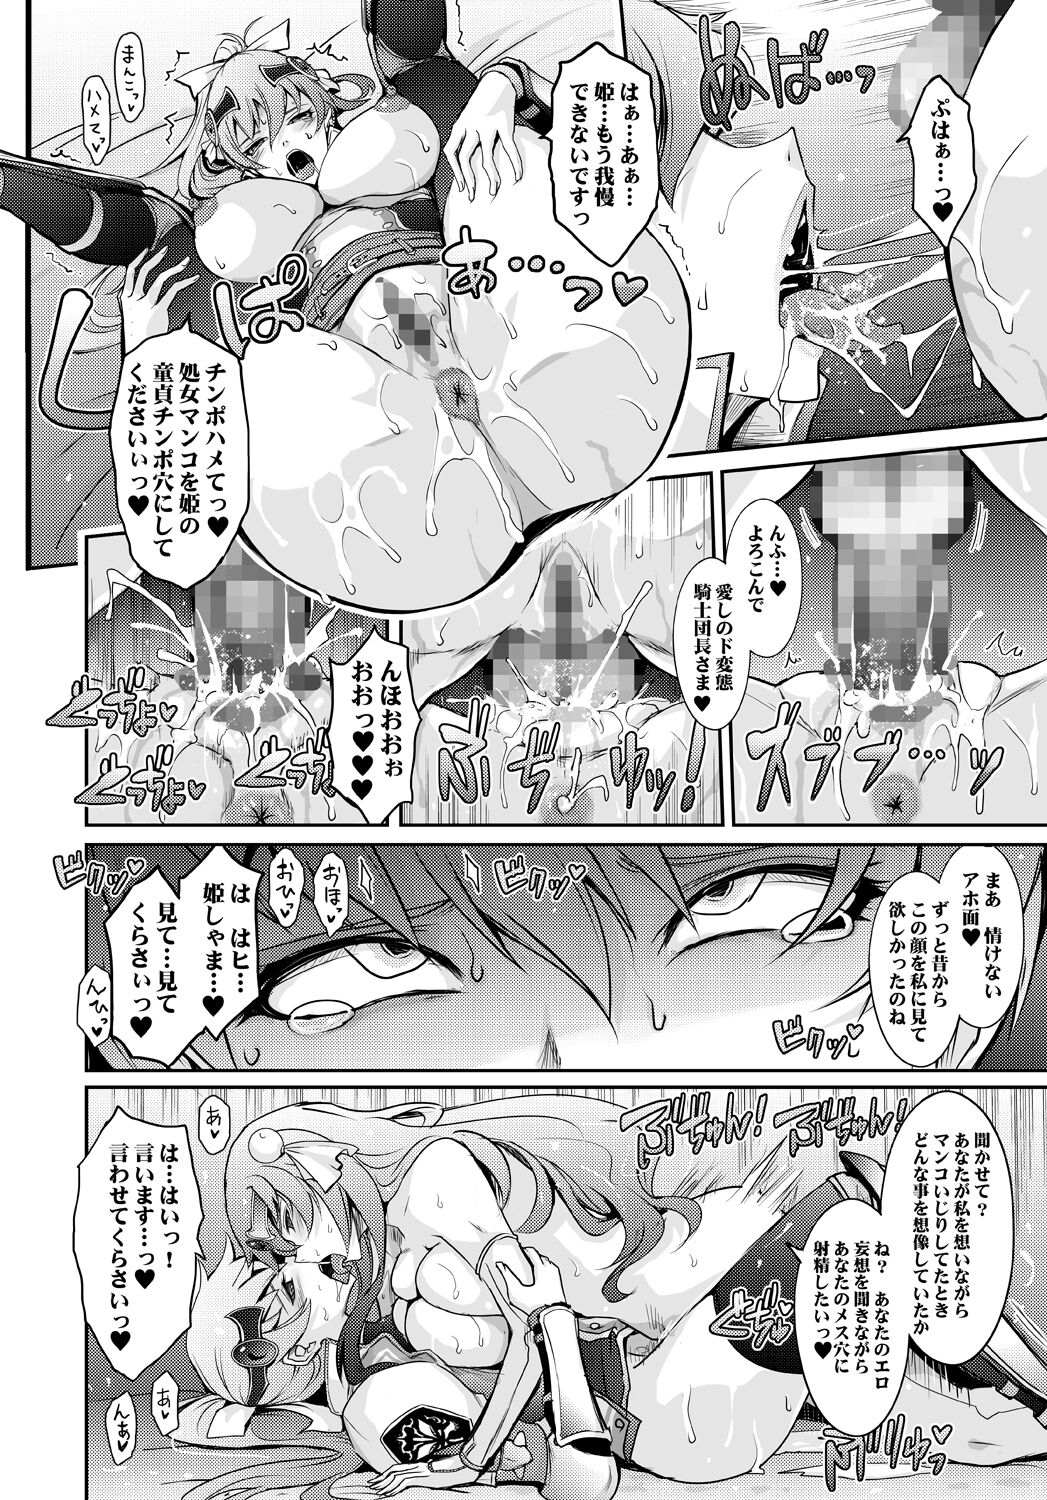 ぷはぁ…っ♥
ぬばぁ…ッ
はぁ…あぁ…
姫…もう我慢
できないですっ
まんこっ♥
ハメてっ♥
くぱぁ…
あ…っ♥
チンポハメてっ♥
処女マンコを姫の
童貞チンポ穴にして
くださいぃっ♥
んふ…♥
よろこんで
愛しのド変態
騎士団長さま♥
ズブブ…ッ
ぶぢゅッ!
んほおおぉ
おおっ♥♥♥
ぐっぢょ♥
ぐっぢょ♥
ぐっぢょ♥
まあ 情けない
アホ面♥
ずっと昔から
この顔を私に見て
欲しかったのね
ビクッ♥
ビクッ♥
ビクッ♥
おほっ♥
おひっ♥
は はヒ…
姫しゃま…♥
見て…見て
くらさいっ♥
んひっ♥
聞かせて?
あなたが私を想いながら
マンコいじりしてたとき
どんな事を想像していたか
ね? あなたのエロ
妄想を聞きながら
あなたのメス穴に
射精したいっ♥
ぶぢゅん!
ぶぢゅん!
あ♥
は…はいっ!
言います…っ♥
言わせてくらさいっ♥
あ♥
んあ♥